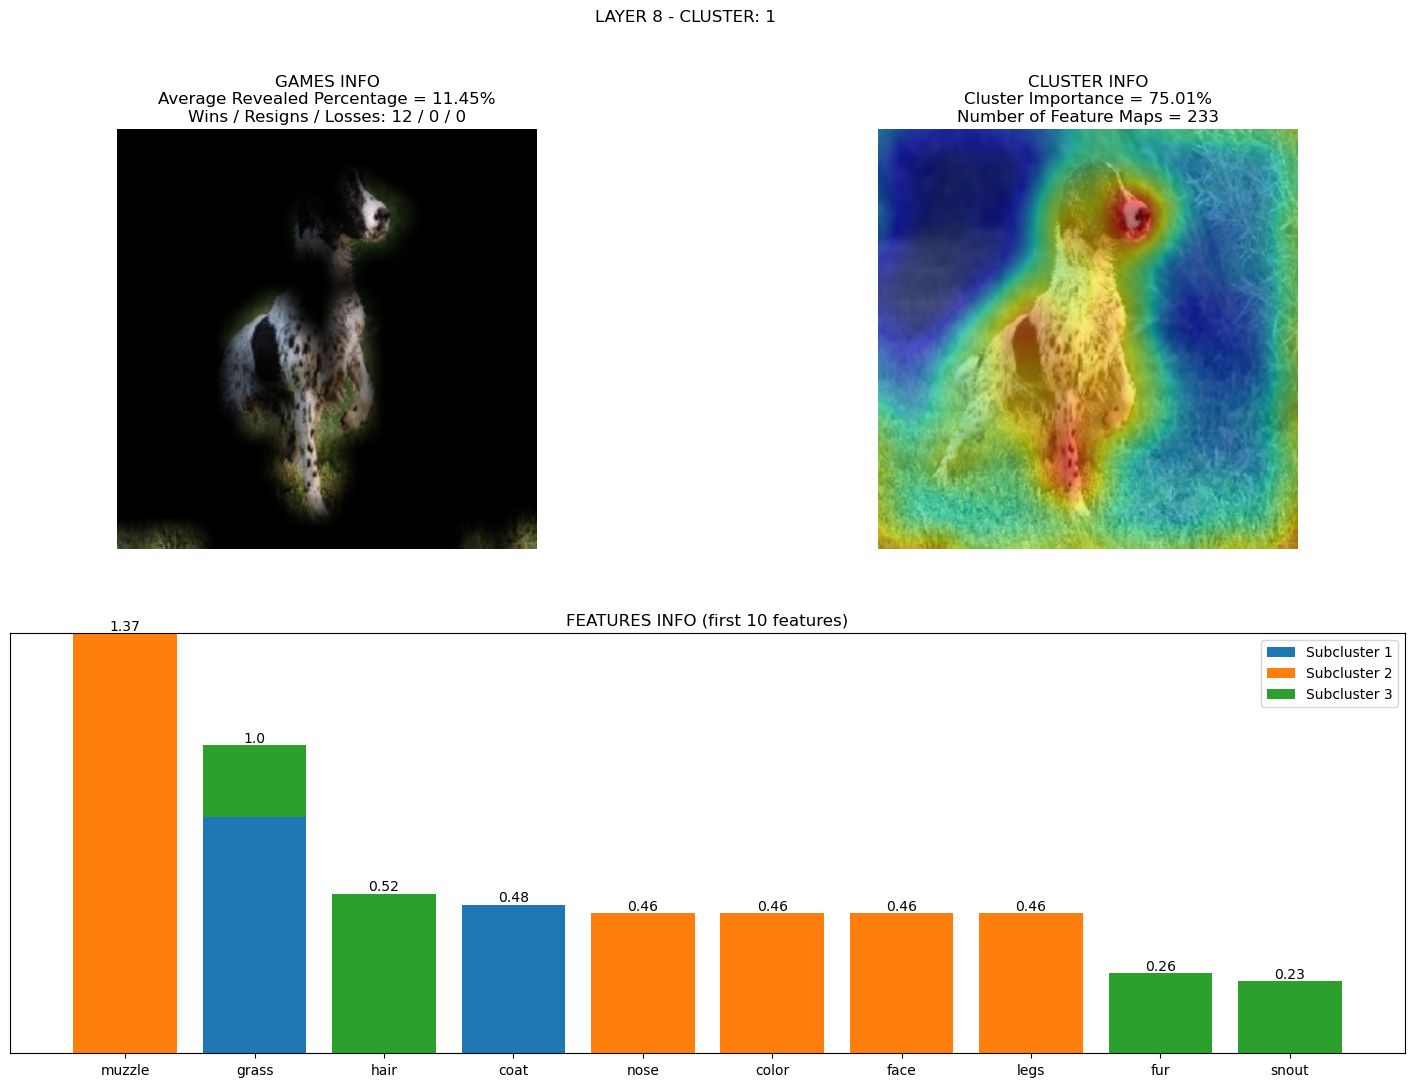 LAYER 8 - CLUSTER: 1
GAMES INFO
Average Revealed Percentage = 11.45%
Wins / Resigns / Losses: 12 / 0 / 0
CLUSTER INFO
Cluster Importance = 75.01%
Number of Feature Maps = 233
FEATURES INFO (first 10 features)
1.37
1.0
0.52
0.48
0.46
0.46
0.46
0.46
0.26
0.23
Subcluster 1
Subcluster 2
Subcluster 3
muzzle
grass
hair
coat
nose
color
face
legs
fur
snout